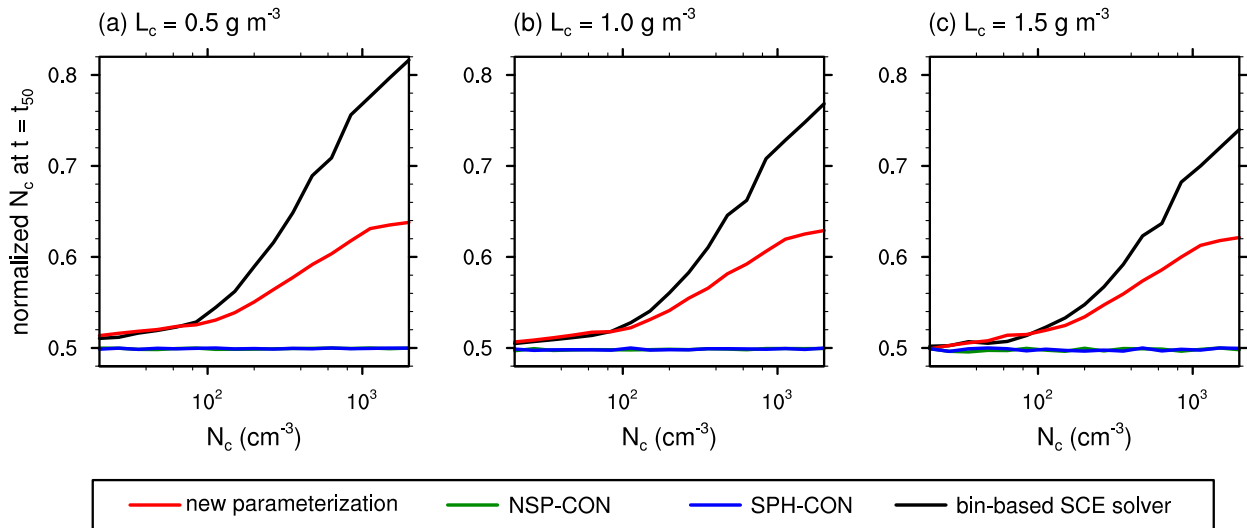 (a) L_c = 0.5 g m^-3
(b) L_c = 1.0 g m^-3
(c) L_c = 1.5 g m^-3
normalized N_c at t = t_50
0.8
0.7
0.6
0.5
10^2
10^3
N_c (cm^-3)
0.8
0.7
0.6
0.5
10^2
10^3
N_c (cm^-3)
0.8
0.7
0.6
0.5
10^2
10^3
N_c (cm^-3)
new parameterization NSP-CON SPH-CON bin-based SCE solver